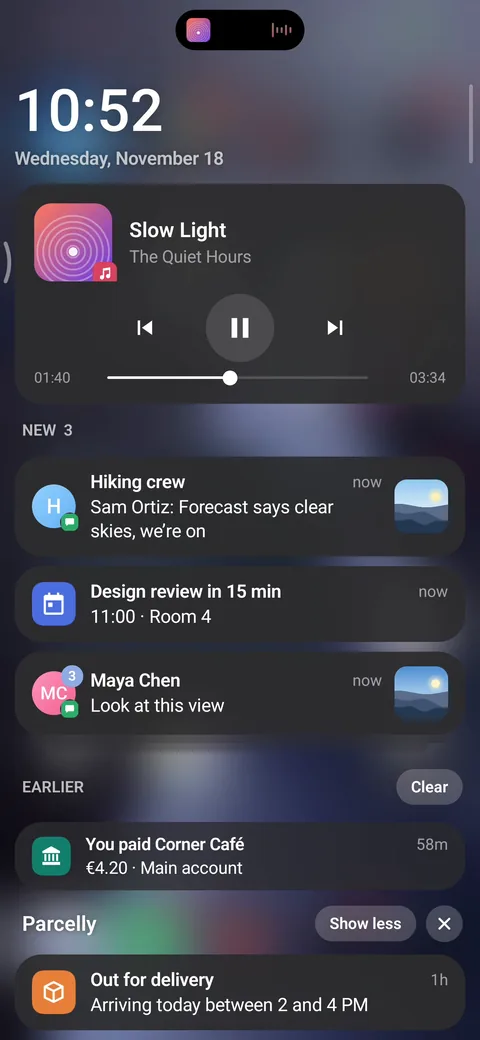 10:52
Wednesday, November 18
Slow Light
The Quiet Hours
01:40
03:34
NEW 3
Hiking crew
now
H
Sam Ortiz: Forecast says clear
skies, we’re on
Design review in 15 min
now
11:00 · Room 4
3
MC
Maya Chen
now
Look at this view
EARLIER
Clear
You paid Corner Café
58m
€4.20 · Main account
Parcelly
Show less
Out for delivery
1h
Arriving today between 2 and 4 PM